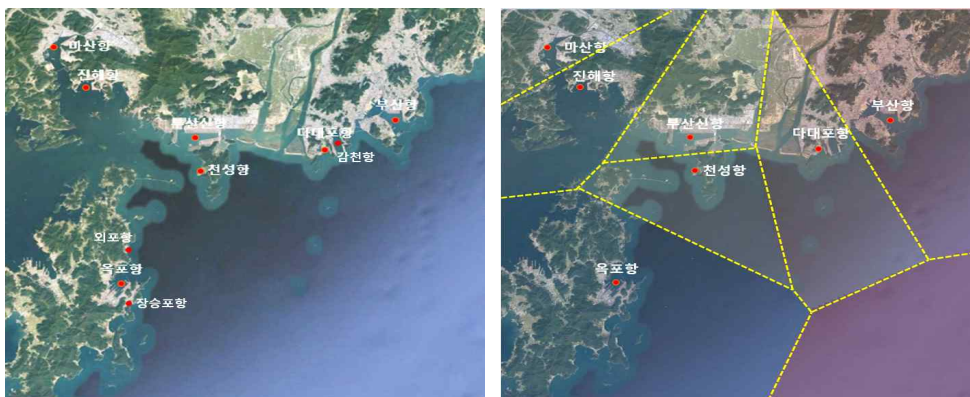 마산항
진해항
부산항
부산신항
다대포항
감천항
천성항
외포항
옥포항
장승포항
마산항
진해항
부산항
부산신항
다대포항
천성항
옥포항